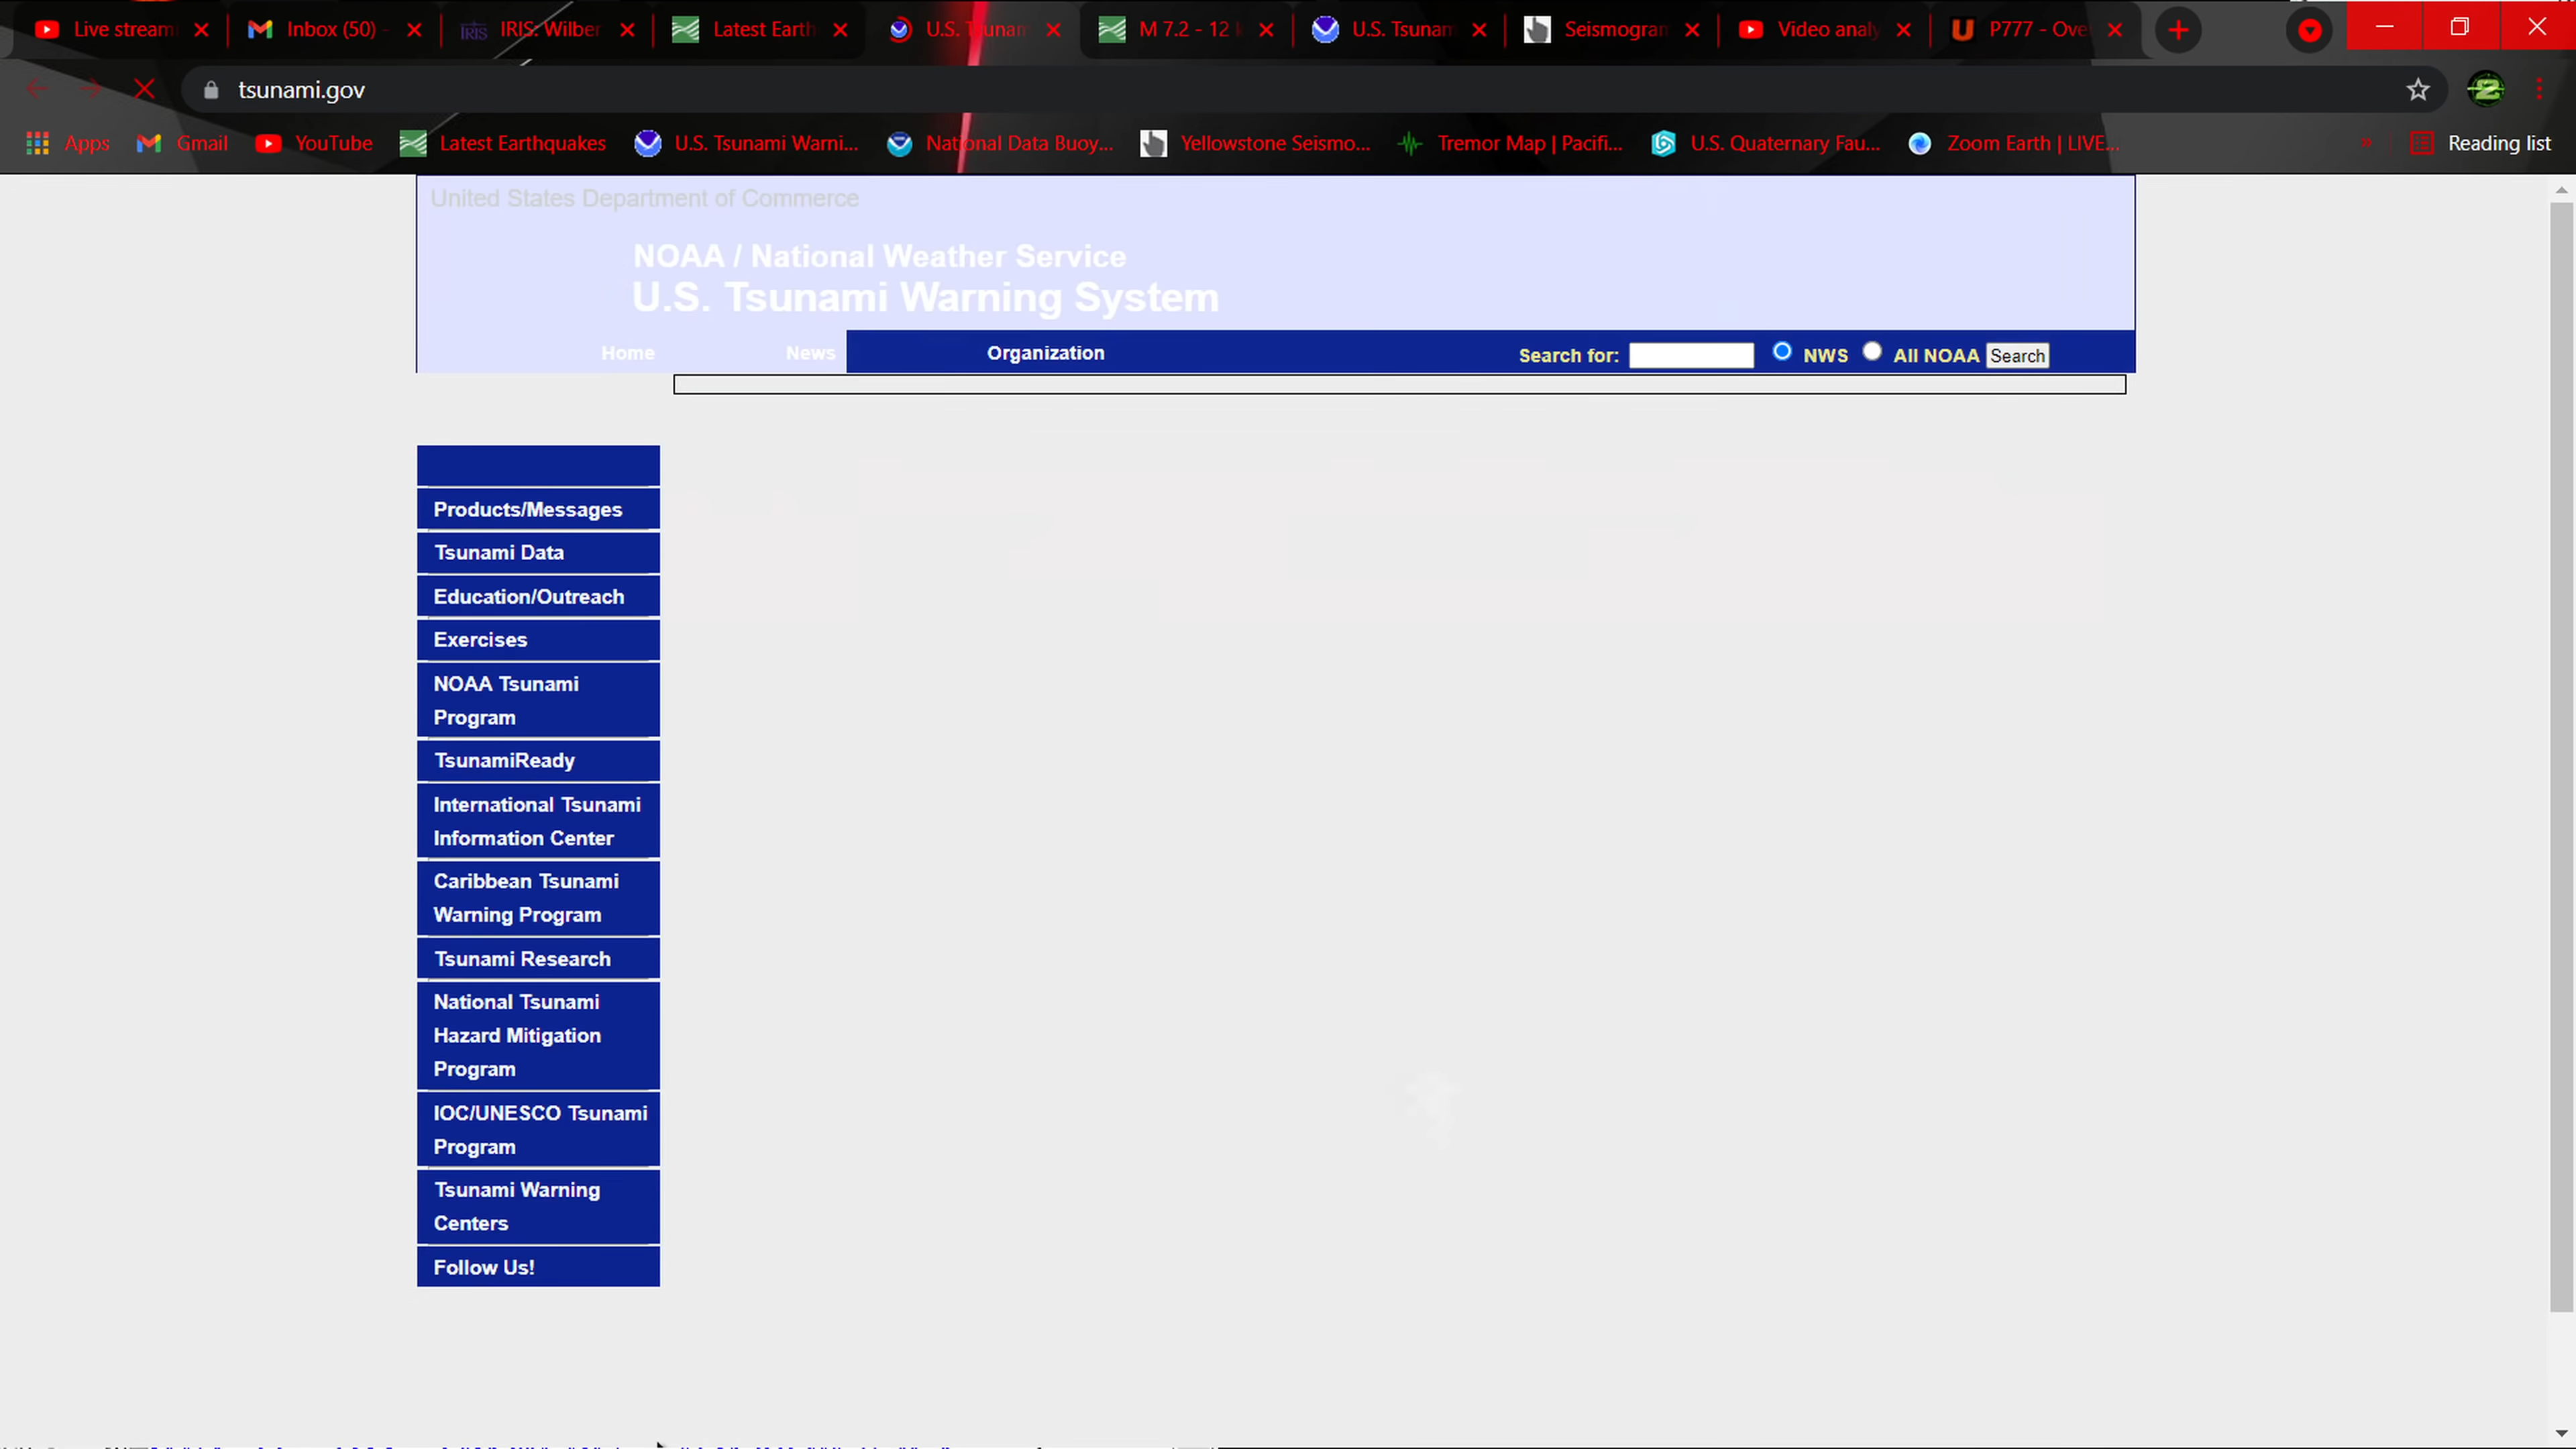 Live stream
Inbox (50) -
IRIS: Wilber
Latest Earth
U.S. Tsunam
M 7.2 - 12
U.S. Tsunam
Seismogram
Video analy
P777 - Ove
tsunami.gov
Apps
Gmail
YouTube
Latest Earthquakes
U.S. Tsunami Warni...
National Data Buoy...
Yellowstone Seismo...
Tremor Map | Pacifi...
U.S. Quaternary Fau...
Zoom Earth | LIVE...
»
Reading list
United States Department of Commerce
NOAA / National Weather Service
U.S. Tsunami Warning System
Home
News
Organization
Search for:
NWS
All NOAA
Search
Products/Messages
Tsunami Data
Education/Outreach
Exercises
NOAA Tsunami
Program
TsunamiReady
International Tsunami
Information Center
Caribbean Tsunami
Warning Program
Tsunami Research
National Tsunami
Hazard Mitigation
Program
IOC/UNESCO Tsunami
Program
Tsunami Warning
Centers
Follow Us!